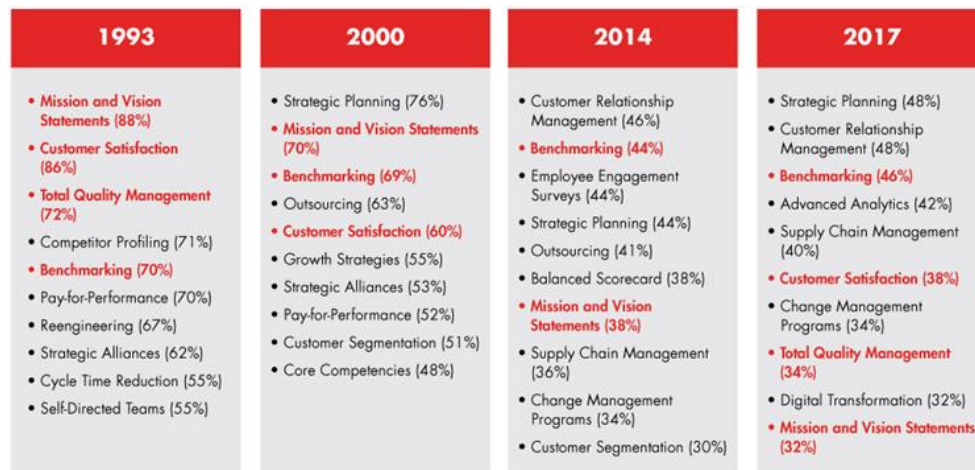 1993
• Mission and Vision
Statements (88%)
• Customer Satisfaction
(86%)
• Total Quality Management
(72%)
• Competitor Profiling (71%)
• Benchmarking (70%)
• Pay-for-Performance (70%)
• Reengineering (67%)
• Strategic Alliances (62%)
• Cycle Time Reduction (55%)
• Self-Directed Teams (55%)
2000
• Strategic Planning (76%)
• Mission and Vision Statements
(70%)
• Benchmarking (69%)
• Outsourcing (63%)
• Customer Satisfaction (60%)
• Growth Strategies (55%)
• Strategic Alliances (53%)
• Pay-for-Performance (52%)
• Customer Segmentation (51%)
• Core Competencies (48%)
2014
• Customer Relationship
Management (46%)
• Benchmarking (44%)
• Employee Engagement
Surveys (44%)
• Strategic Planning (44%)
• Outsourcing (41%)
• Balanced Scorecard (38%)
• Mission and Vision
Statements (38%)
• Supply Chain Management
(36%)
• Change Management
Programs (34%)
• Customer Segmentation (30%)
2017
• Strategic Planning (48%)
• Customer Relationship
Management (48%)
• Benchmarking (46%)
• Advanced Analytics (42%)
• Supply Chain Management
(40%)
• Customer Satisfaction (38%)
• Change Management
Programs (34%)
• Total Quality Management
(34%)
• Digital Transformation (32%)
• Mission and Vision Statements
(32%)